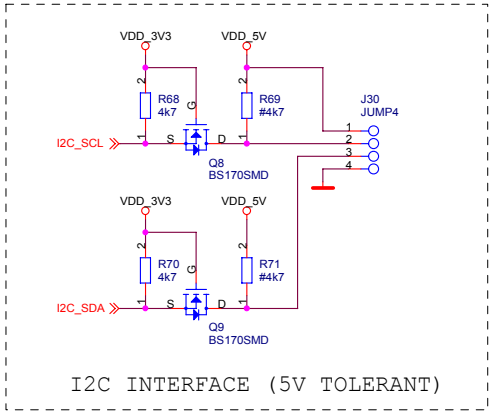 VDD_3V3
VDD_5V
2
R68
4k7
1
G
2
R69
#4k7
1
J30
JUMP4
1
2
3
4
I2C_SCL
S
D
Q8
BS170SMD
VDD_3V3
VDD_5V
2
R70
4k7
1
G
2
R71
#4k7
1
I2C_SDA
S
D
Q9
BS170SMD
I2C INTERFACE (5V TOLERANT)